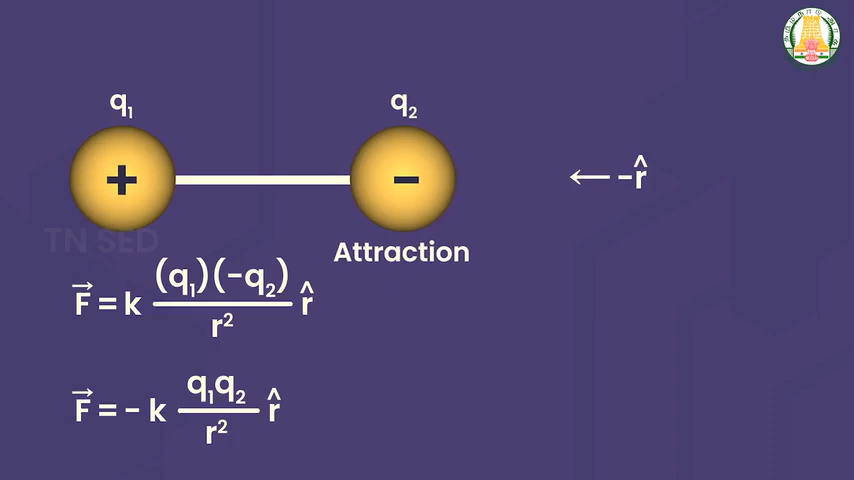 q₁ q₂
+ −
← −r̂
TN SED
Attraction
F⃗ = k (q₁)(−q₂) / r² r̂
F⃗ = − k q₁q₂ / r² r̂